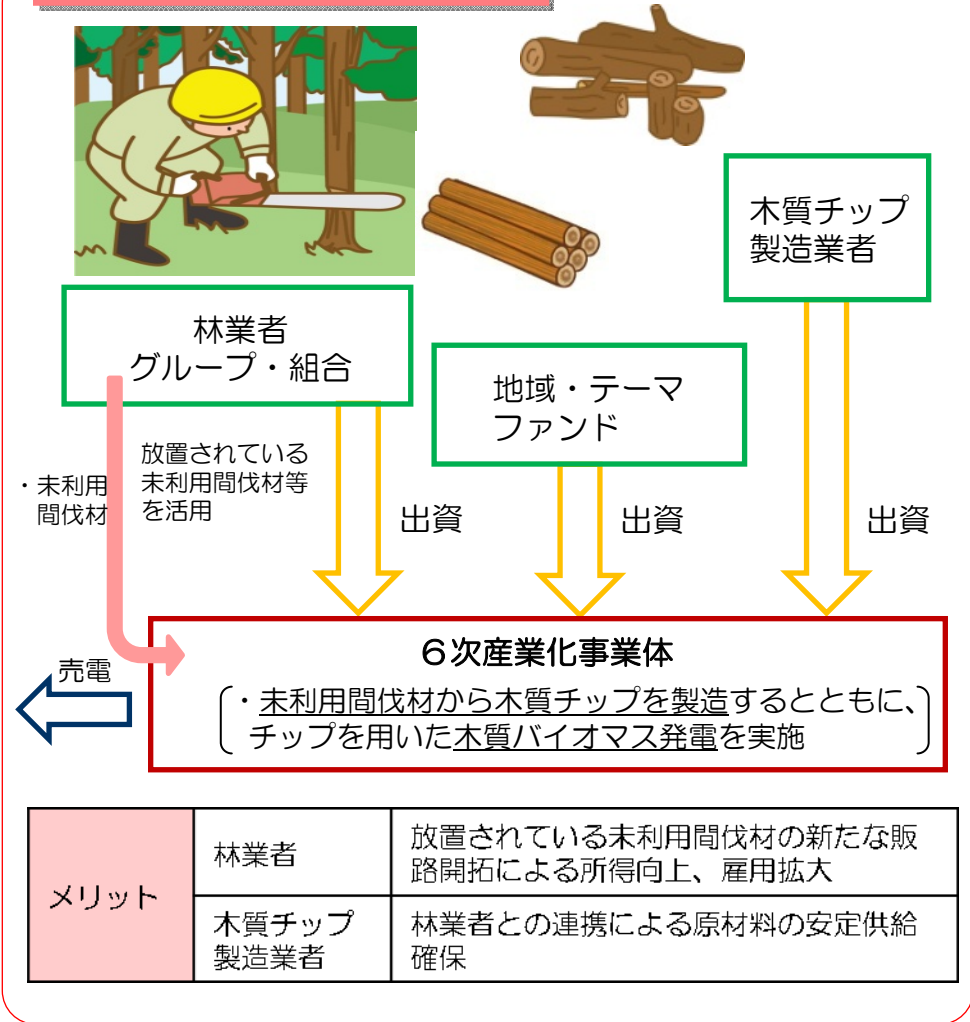 木質チップ
製造業者
林業者
グループ・組合
地域・テーマ
ファンド
・未利用
間伐材
放置されている
未利用間伐材等
を活用
出資
出資
出資
売電
６次産業化事業体
・未利用間伐材から木質チップを製造するとともに、
チップを用いた木質バイオマス発電を実施
メリット
林業者
放置されている未利用間伐材の新たな販
路開拓による所得向上、雇用拡大
木質チップ
製造業者
林業者との連携による原材料の安定供給
確保